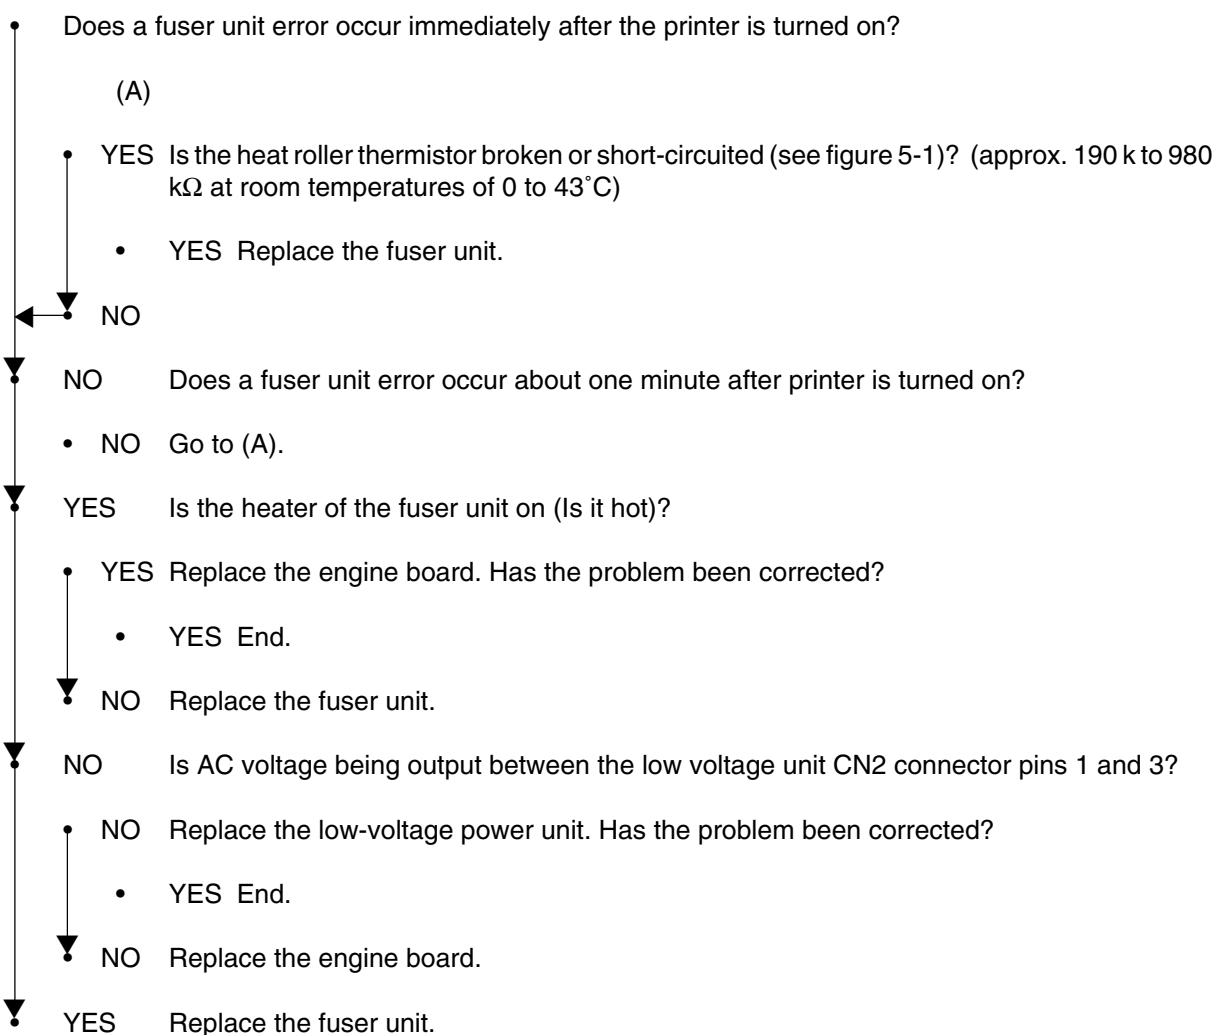 • Does a fuser unit error occur immediately after the printer is turned on?
(A)
• YES Is the heat roller thermistor broken or short-circuited (see figure 5-1)? (approx. 190 k to 980
kΩ at room temperatures of 0 to 43˚C)
• YES Replace the fuser unit.
• NO
• NO Does a fuser unit error occur about one minute after printer is turned on?
• NO Go to (A).
• YES Is the heater of the fuser unit on (Is it hot)?
• YES Replace the engine board. Has the problem been corrected?
• YES End.
• NO Replace the fuser unit.
• NO Is AC voltage being output between the low voltage unit CN2 connector pins 1 and 3?
• NO Replace the low-voltage power unit. Has the problem been corrected?
• YES End.
• NO Replace the engine board.
• YES Replace the fuser unit.